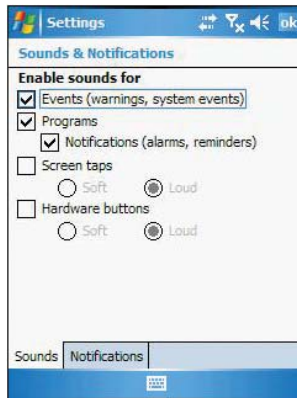 Settings ok
Sounds & Notifications
Enable sounds for
Events (warnings, system events)
Programs
Notifications (alarms, reminders)
Screen taps
Soft Loud
Hardware buttons
Soft Loud
Sounds Notifications